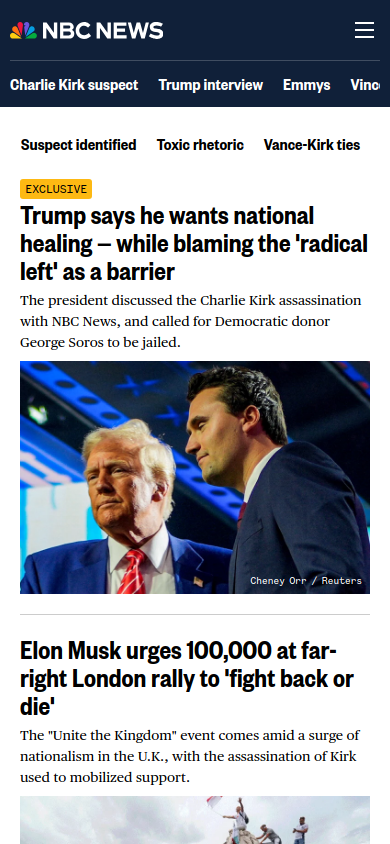 NBC NEWS
Charlie Kirk suspect Trump interview Emmys
Suspect identified Toxic rhetoric Vance-Kirk ties
EXCLUSIVE
Trump says he wants national
healing – while blaming the 'radical
left' as a barrier
The president discussed the Charlie Kirk assassination
with NBC News, and called for Democratic donor
George Soros to be jailed.
Cheney Orr / Reuters
Elon Musk urges 100,000 at far-
right London rally to 'fight back or
die'
The "Unite the Kingdom" event comes amid a surge of
nationalism in the U.K., with the assassination of Kirk
used to mobilized support.